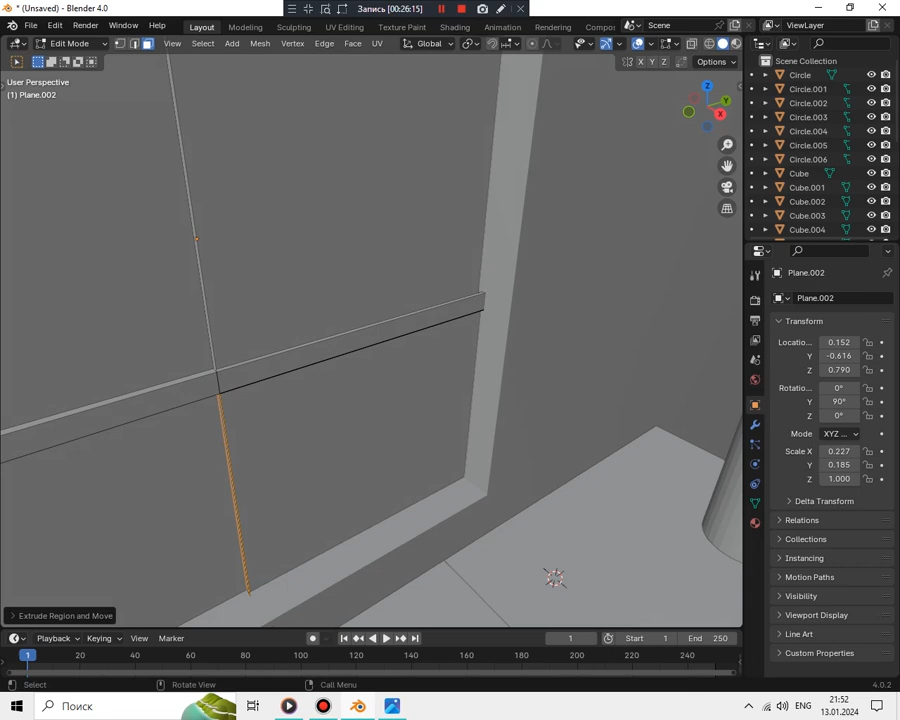 * (Unsaved) - Blender 4.0
Запись [00:26:15]
File Edit Render Window Help
Layout Modeling Sculpting UV Editing Texture Paint Shading Animation Rendering Compo
Scene
ViewLayer
Edit Mode
View Select Add Mesh Vertex Edge Face UV
Global
X Y Z
Options
User Perspective
(1) Plane.002
Z
Y
X
Scene Collection
Circle
Circle.001
Circle.002
Circle.003
Circle.004
Circle.005
Circle.006
Cube
Cube.001
Cube.002
Cube.003
Cube.004
Plane.002
Plane.002
Transform
Locatio... 0.152
Y -0.616
Z 0.790
Rotatio... 0°
Y 90°
Z 0°
Mode XYZ ...
Scale X 0.227
Y 0.185
Z 1.000
Delta Transform
Relations
Collections
Instancing
Motion Paths
Visibility
Viewport Display
Line Art
Custom Properties
Extrude Region and Move
Playback Keying View Marker
1 Start 1 End 250
1 20 40 60 80 100 120 140 160 180 200 220 240
Select Rotate View Call Menu 4.0.2
Поиск
ENG
21:52
13.01.2024